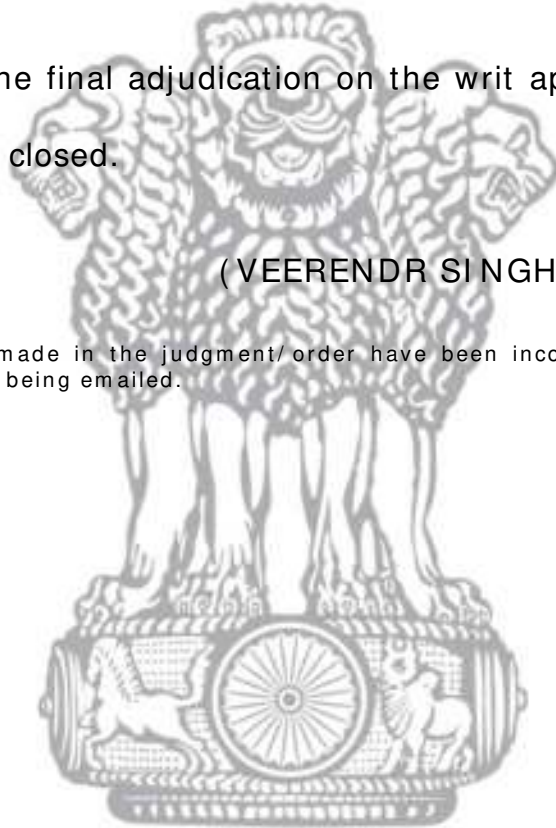 he final adjudication on the writ ap
closed.
(VEERENDR SINGH
made in the judgment/order have been inco
being emailed.